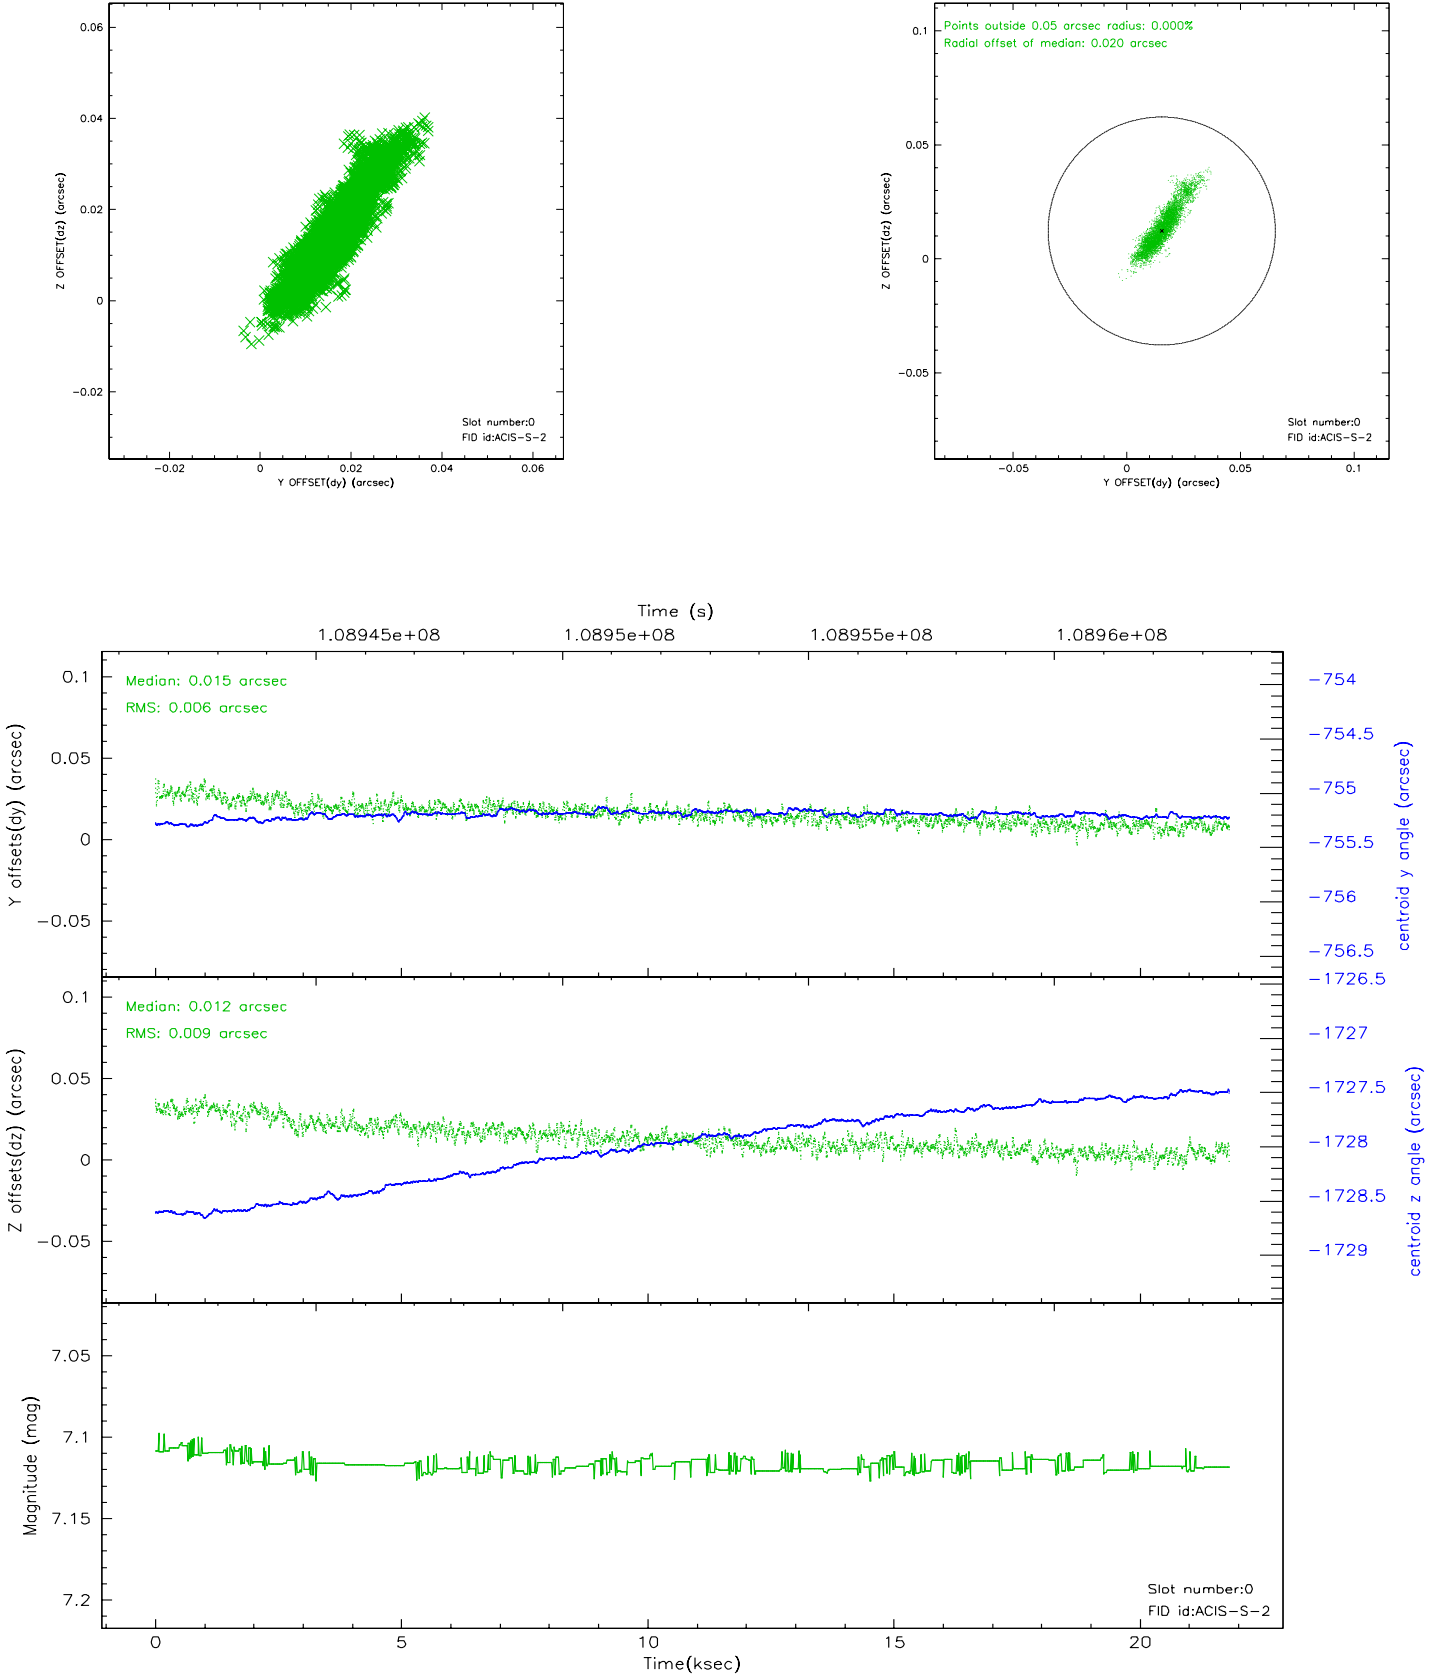 0.06
0.04
0.02
0
−0.02
Z OFFSET(dz) (arcsec)
Slot number:0
FID id:ACIS−S−2
−0.02 0 0.02 0.04 0.06
Y OFFSET(dy) (arcsec)
Points outside 0.05 arcsec radius: 0.000%
Radial offset of median: 0.020 arcsec
0.1
0.05
0
−0.05
Z OFFSET(dz) (arcsec)
Slot number:0
FID id:ACIS−S−2
−0.05 0 0.05 0.1
Y OFFSET(dy) (arcsec)
Time (s)
1.08945e+08 1.0895e+08 1.08955e+08 1.0896e+08
Median: 0.015 arcsec
RMS: 0.006 arcsec
0.1
0.05
0
−0.05
Y offsets(dy) (arcsec)
−754
−754.5
−755
−755.5
−756
−756.5
centroid y angle (arcsec)
Median: 0.012 arcsec
RMS: 0.009 arcsec
0.1
0.05
0
−0.05
Z offsets(dz) (arcsec)
−1726.5
−1727
−1727.5
−1728
−1728.5
−1729
centroid z angle (arcsec)
7.05
7.1
7.15
7.2
Magnitude (mag)
Slot number:0
FID id:ACIS−S−2
0 5 10 15 20
Time(ksec)